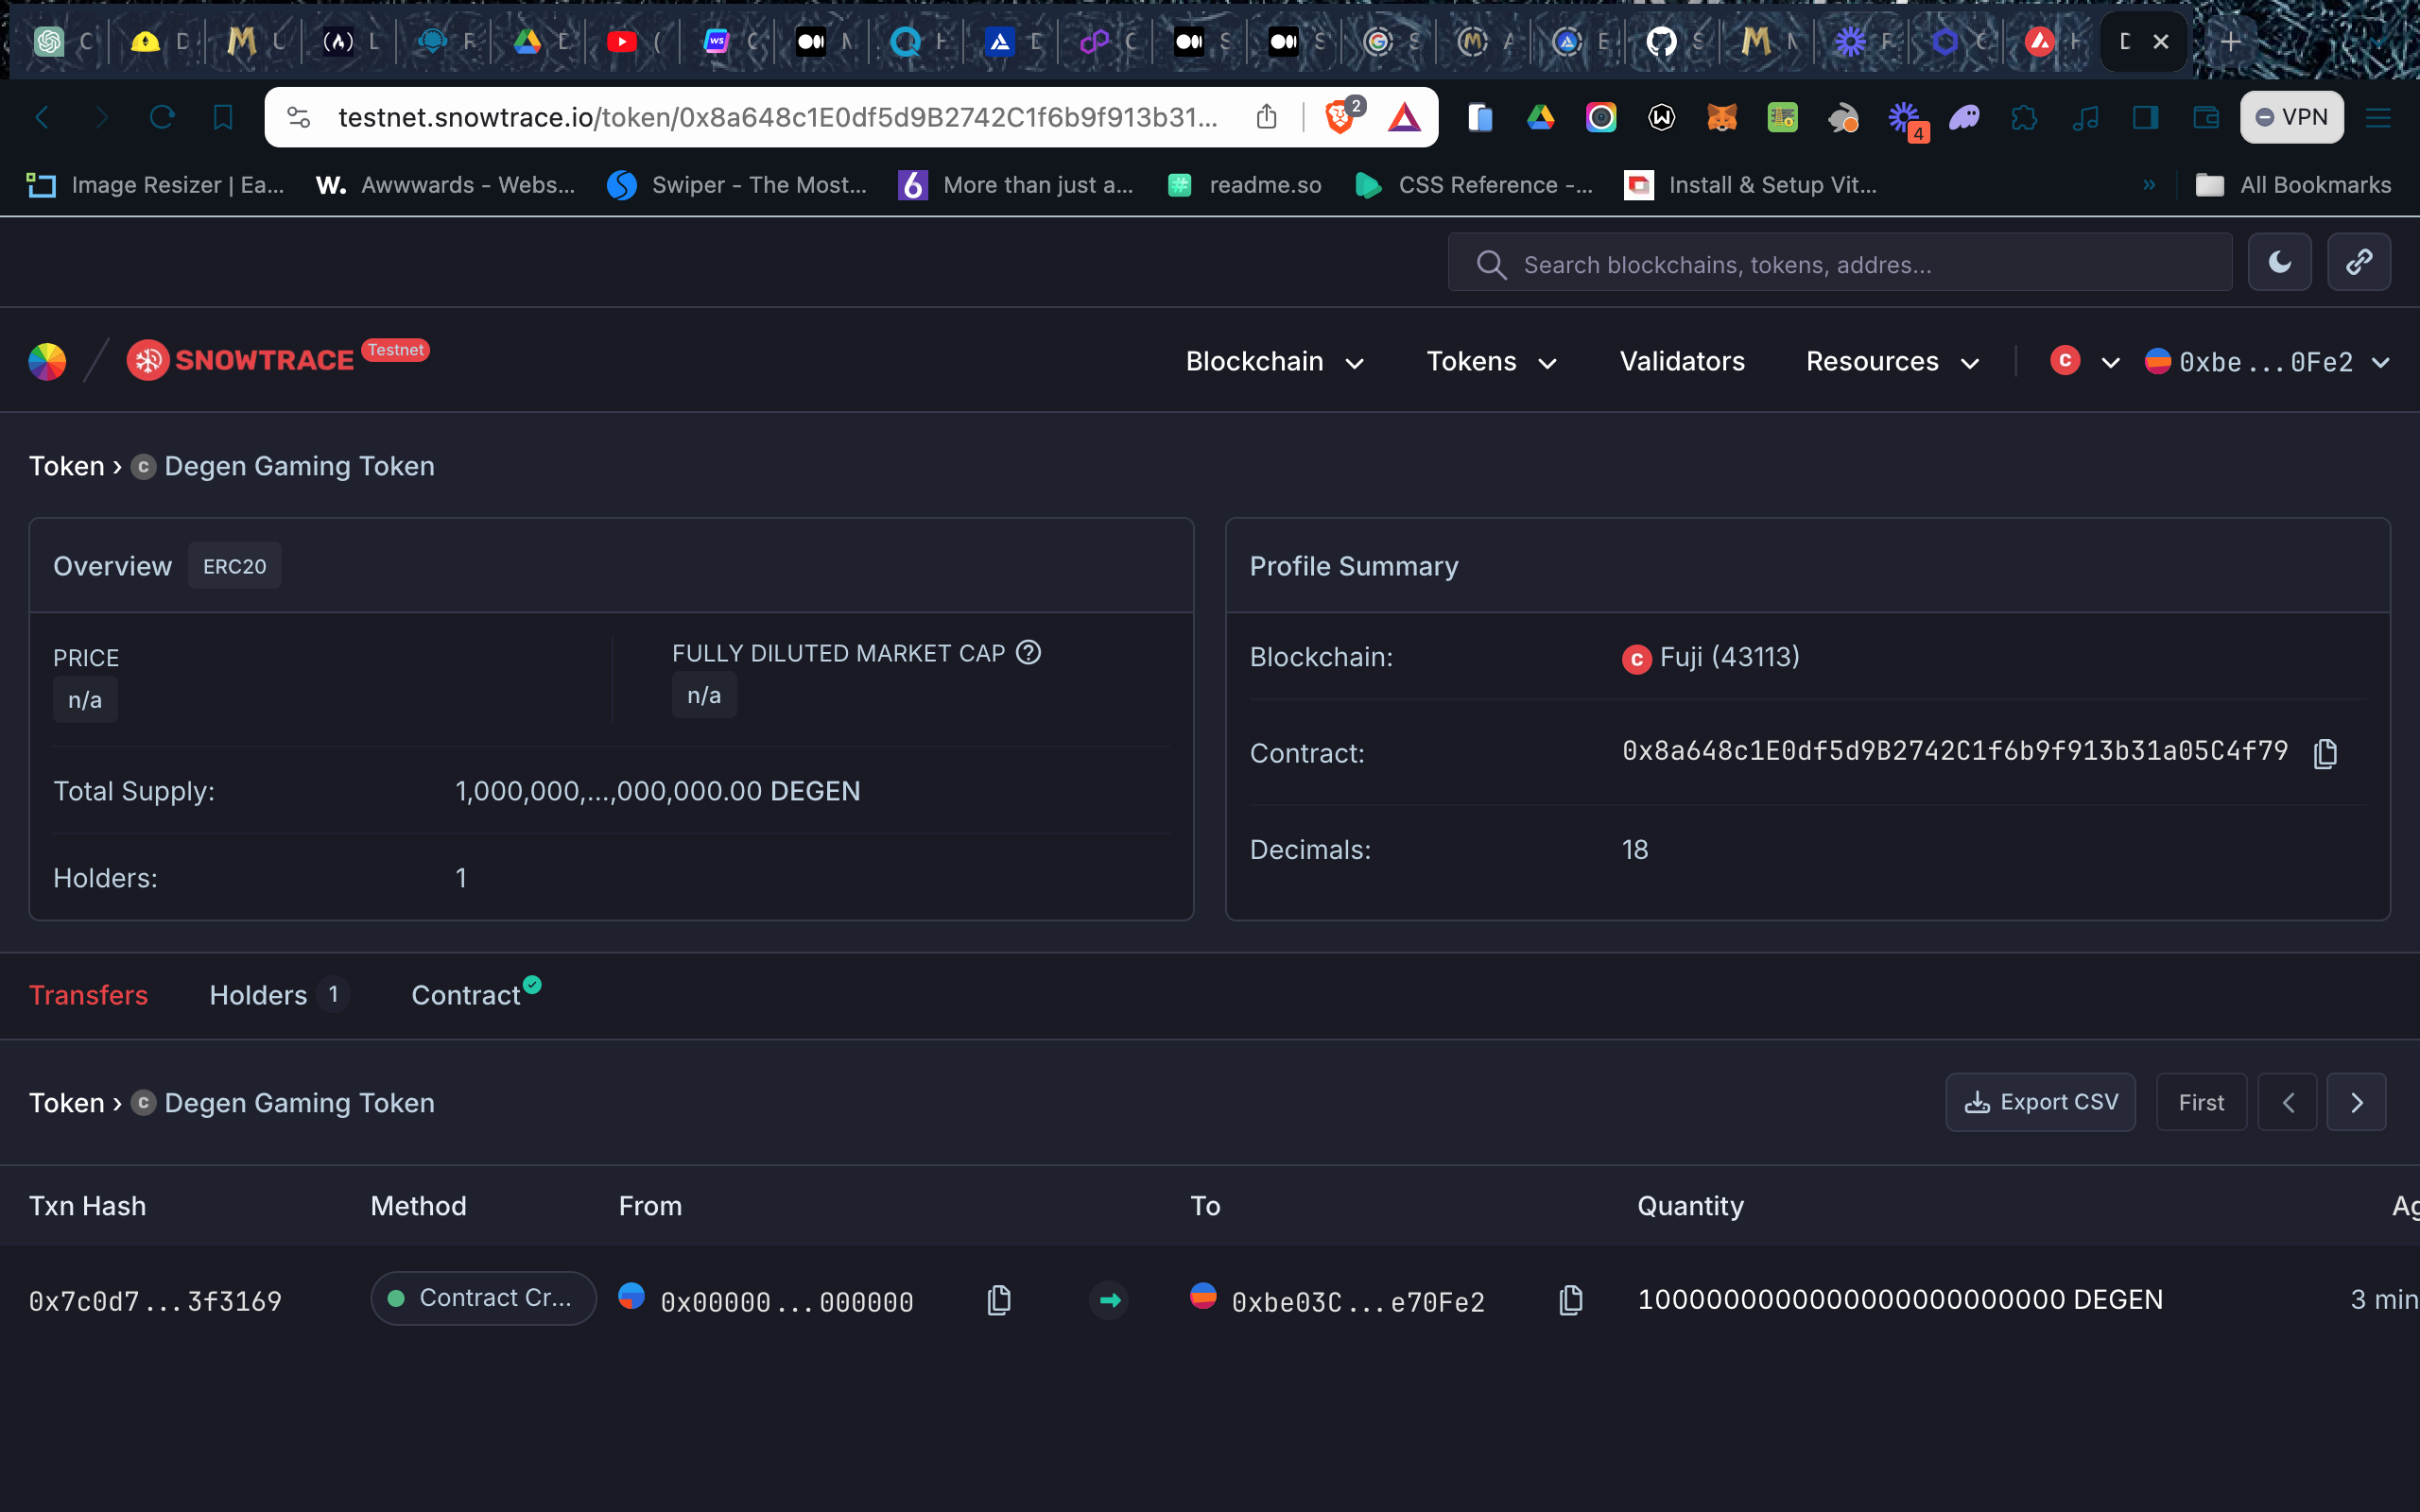 testnet.snowtrace.io/token/0x8a648c1E0df5d9B2742C1f6b9f913b31...
2
4
VPN
Image Resizer | Ea...
W. Awwwards - Webs...
Swiper - The Most...
6 More than just a...
readme.so
CSS Reference -...
Install & Setup Vit...
»
All Bookmarks
Search blockchains, tokens, addres...
SNOWTRACE Testnet
Blockchain
Tokens
Validators
Resources
0xbe...0Fe2
Token › C Degen Gaming Token
Overview ERC20
PRICE
n/a
FULLY DILUTED MARKET CAP
n/a
Total Supply: 1,000,000,...,000,000.00 DEGEN
Holders: 1
Profile Summary
Blockchain: C Fuji (43113)
Contract: 0x8a648c1E0df5d9B2742C1f6b9f913b31a05C4f79
Decimals: 18
Transfers Holders 1 Contract
Token › C Degen Gaming Token
Export CSV First
Txn Hash Method From To Quantity
0x7c0d7...3f3169 Contract Cr... 0x00000...000000 0xbe03C...e70Fe2 3 min